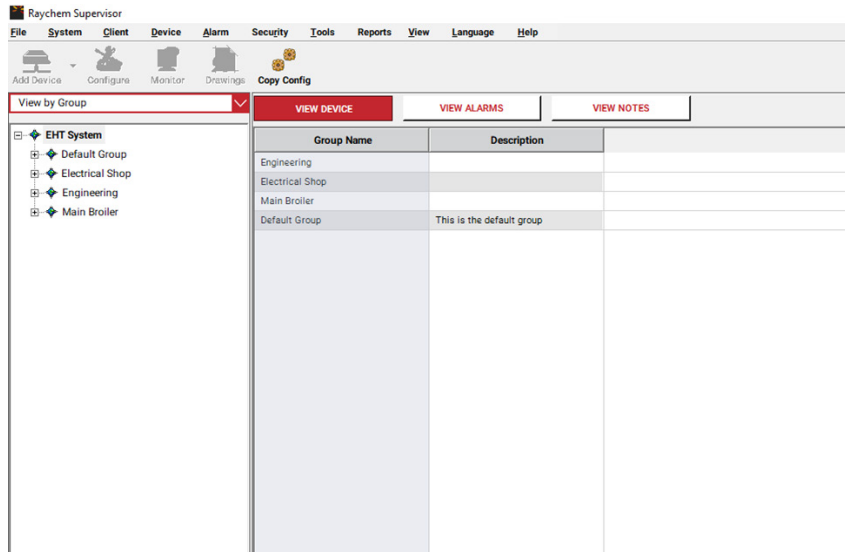 Raychem Supervisor
File System Client Device Alarm Security Tools Reports View Language Help
Add Device Configure Monitor Drawings Copy Config
View by Group
VIEW DEVICE VIEW ALARMS VIEW NOTES
EHT System
Default Group
Electrical Shop
Engineering
Main Broiler
Group Name Description
Engineering
Electrical Shop
Main Broiler
Default Group This is the default group